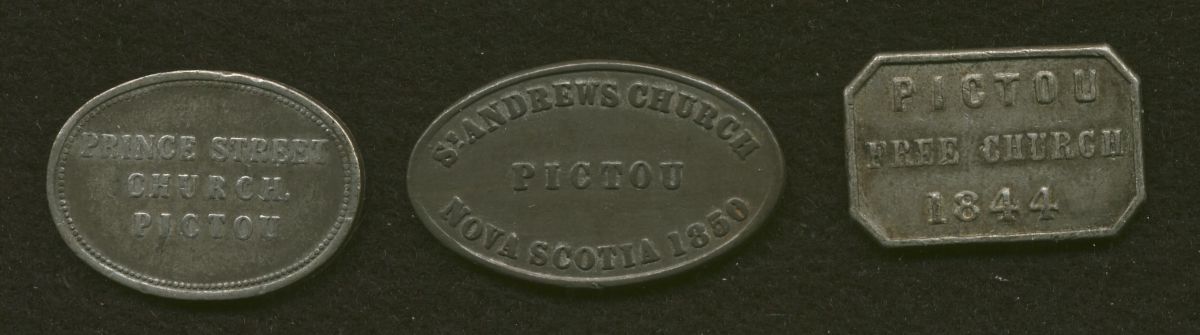 PRINCE STREET
CHURCH.
PICTOU
ST ANDREWS CHURCH
PICTOU
NOVA SCOTIA 1850
PICTOU
FREE CHURCH
1844